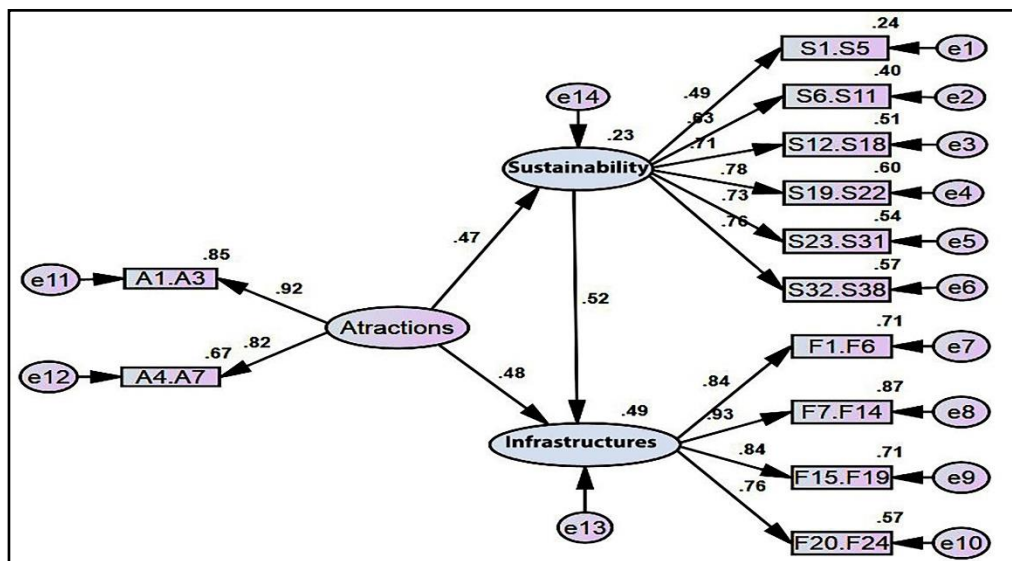 .24
S1.S5
e1
.49
.40
S6.S11
e2
.63
.51
S12.S18
e3
.71
.60
S19.S22
e4
.78
.54
S23.S31
e5
.73
.57
S32.S38
e6
.76
e14
.23
Sustainability
.47
.52
.85
e11
A1.A3
.92
Atractions
.67
.82
e12
A4.A7
.48
.49
Infrastructures
e13
.71
F1.F6
e7
.84
.87
F7.F14
e8
.93
.71
F15.F19
e9
.84
.57
F20.F24
e10
.76